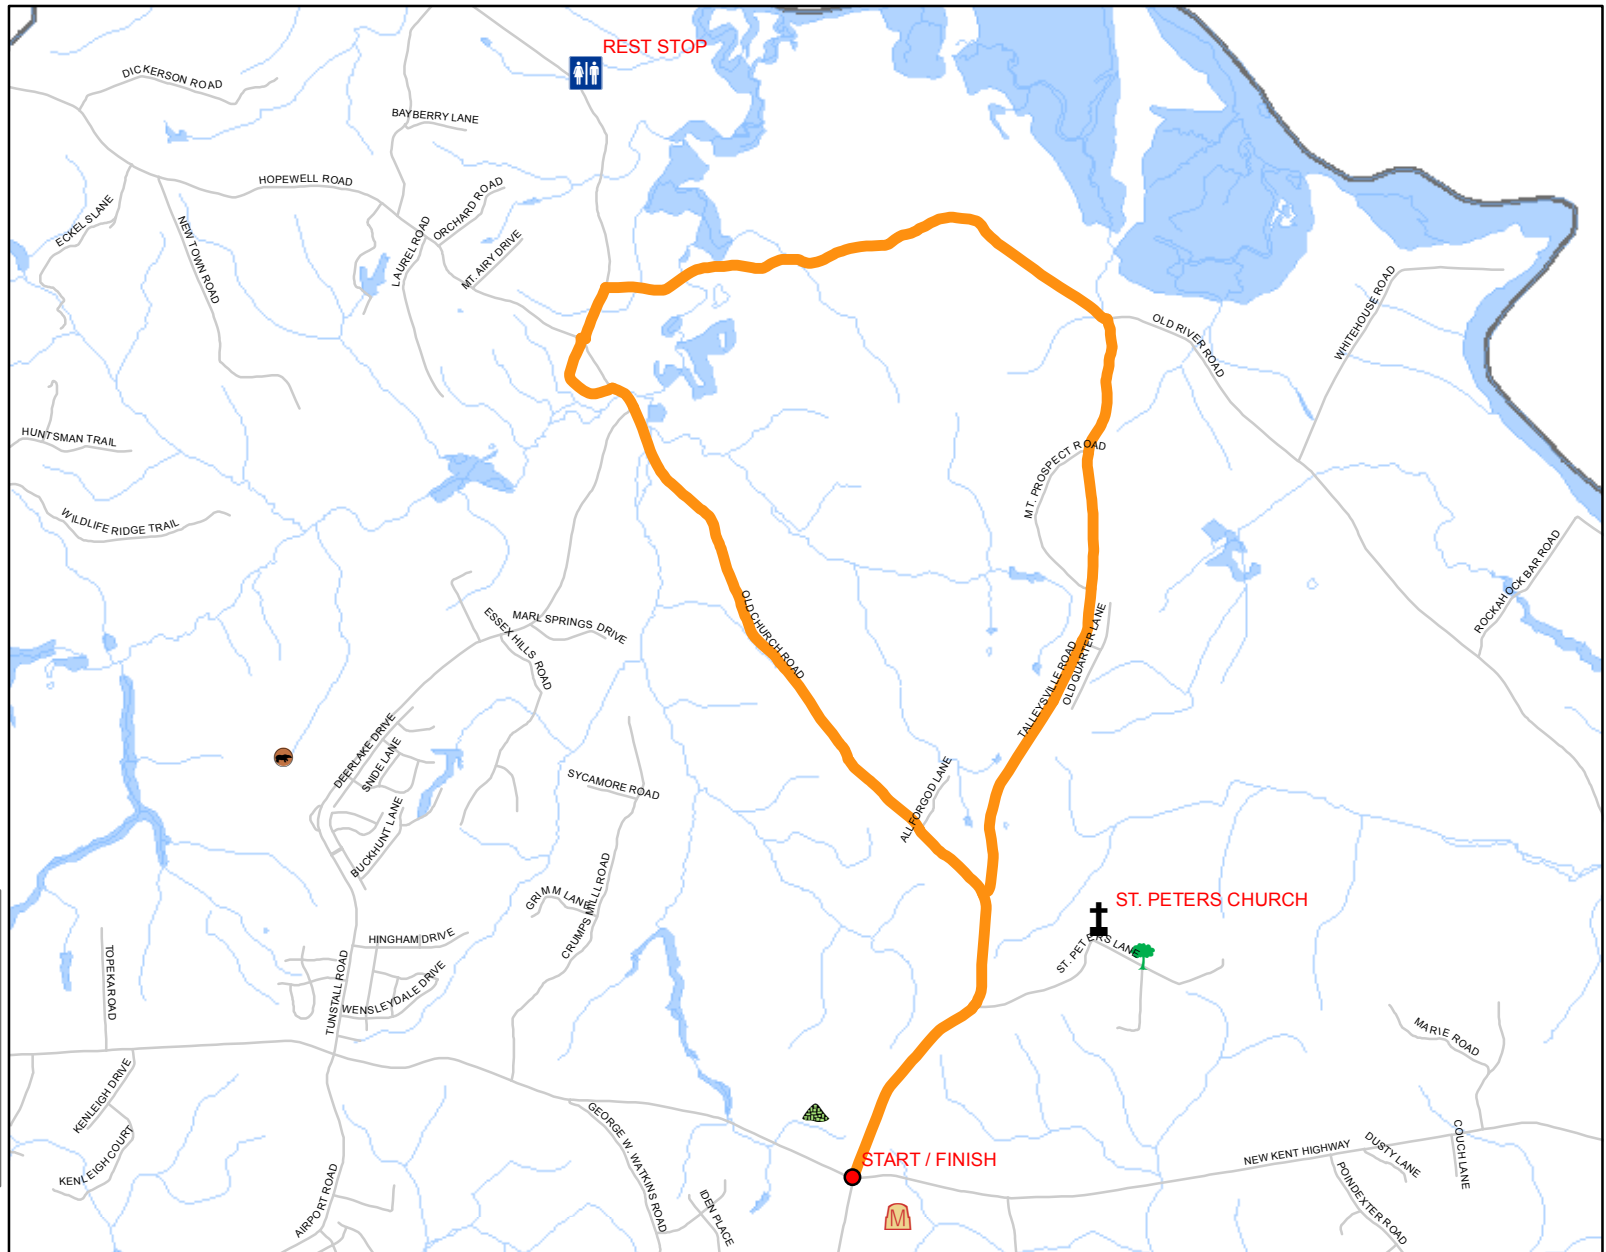 REST STOP
DICKERSON ROAD
BAYBERRY LANE
HOPEWELL ROAD
ORCHARD ROAD
ECKELS LANE
NEW TOWN ROAD
LAUREL ROAD
MT. AIRY DRIVE
OLD RIVER ROAD
WHITEHOUSE ROAD
HUNTSMAN TRAIL
MT. PROSPECT ROAD
WILDLIFE RIDGE TRAIL
ROCKAHOCK BAR ROAD
MARL SPRINGS DRIVE
ESSEX HILLS ROAD
OLD CHURCH ROAD
OLD QUARTER LANE
TALLEYSVILLE ROAD
DEERLAKE DRIVE
SNIDE LANE
SYCAMORE ROAD
ALLFORGOD LANE
BUCKHUNT LANE
GRIMM LANE
CRUMPS MILLL ROAD
ST. PETERS CHURCH
ST. PETERS LANE
HINGHAM DRIVE
TOPEKA ROAD
TUNSTALL ROAD
WENSLEYDALE DRIVE
MARIE ROAD
KENLEIGH DRIVE
GEORGE W. WATKINS ROAD
START / FINISH
KENLEIGH COURT
NEW KENT HIGHWAY
DUSTY LANE
COUCH LANE
POINDEXTER ROAD
AIRPORT ROAD
IDEN PLACE
M